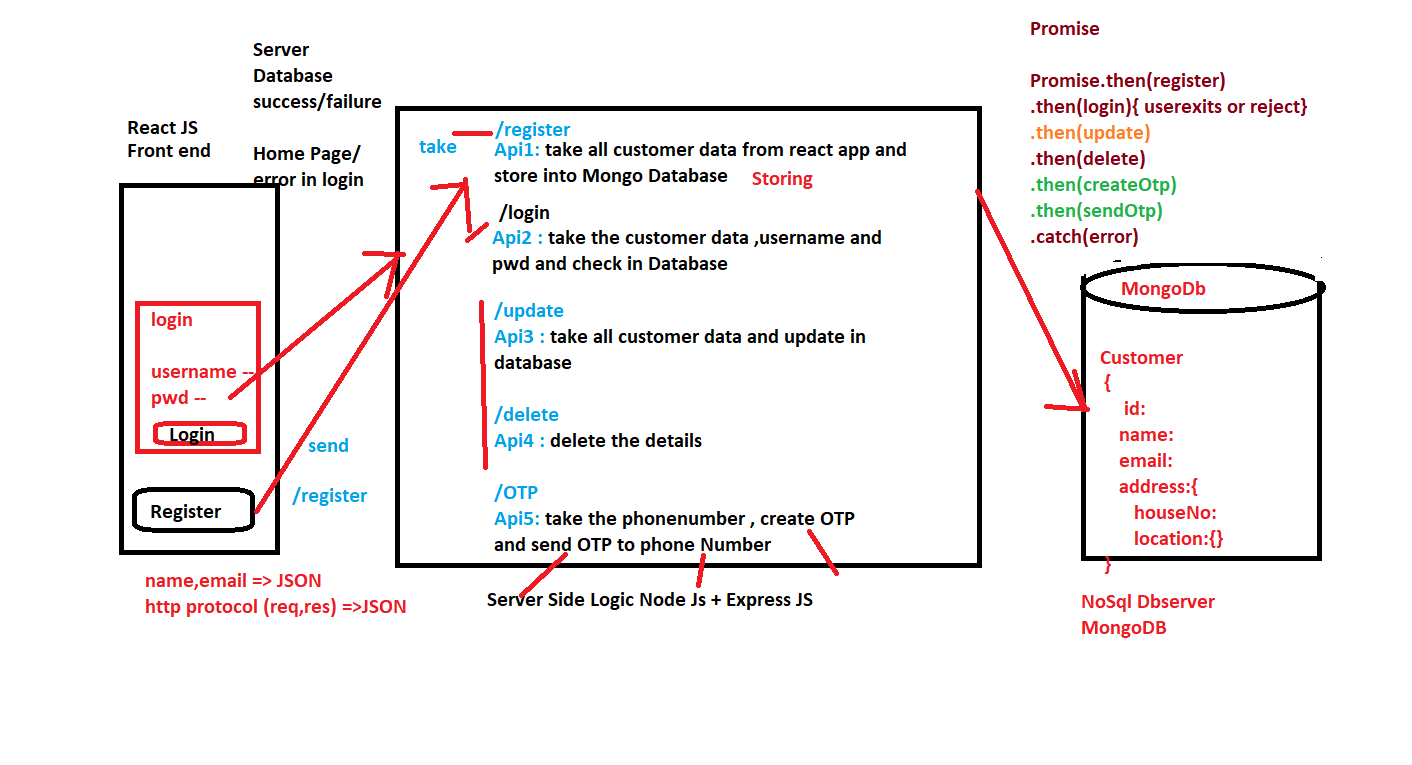 Server
Database
success/failure
Home Page/
error in login
React JS
Front end
login
username --
pwd --
Login
Register
send
/register
name,email => JSON
http protocol (req,res) =>JSON
take
/register
Api1: take all customer data from react app and
store into Mongo Database
Storing
/login
Api2 : take the customer data ,username and
pwd and check in Database
/update
Api3 : take all customer data and update in
database
/delete
Api4 : delete the details
/OTP
Api5: take the phonenumber , create OTP
and send OTP to phone Number
Server Side Logic Node Js + Express JS
Promise
Promise.then(register)
.then(login){ userexits or reject}
.then(update)
.then(delete)
.then(createOtp)
.then(sendOtp)
.catch(error)
MongoDb
Customer
{
id:
name:
email:
address:{
houseNo:
location:{}
}
NoSql Dbserver
MongoDB